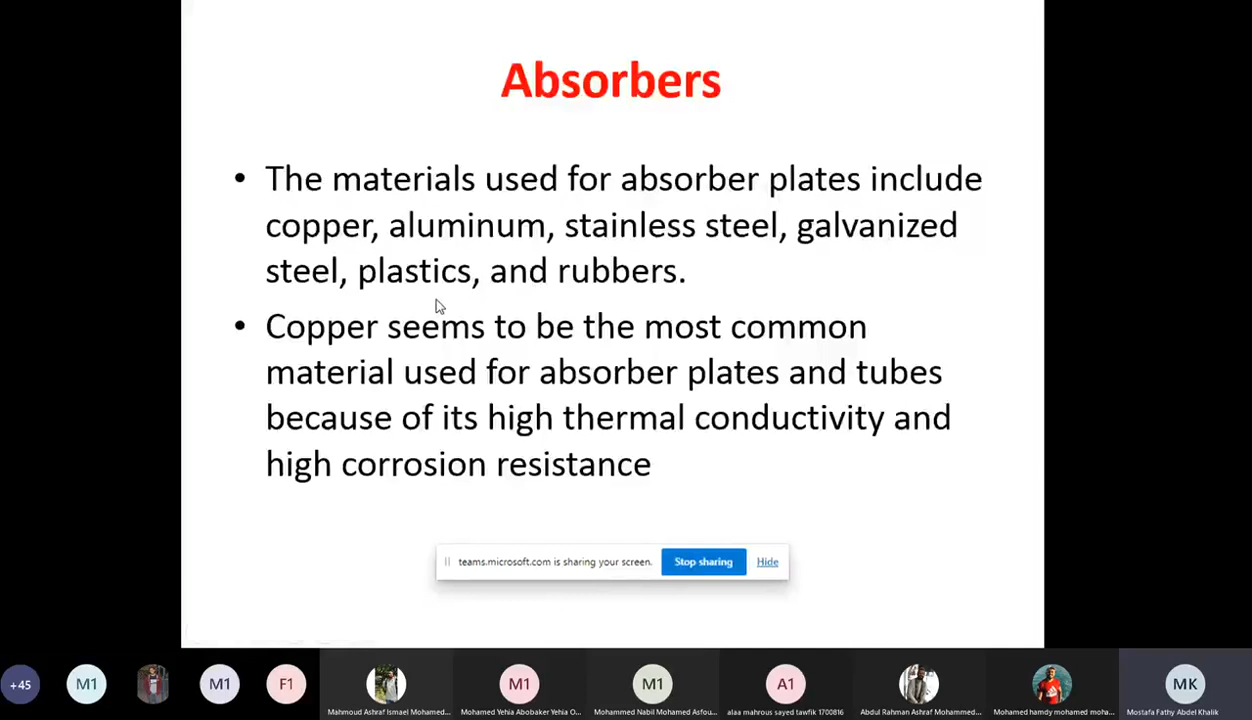 Absorbers
• The materials used for absorber plates include
copper, aluminum, stainless steel, galvanized
steel, plastics, and rubbers.
• Copper seems to be the most common
material used for absorber plates and tubes
because of its high thermal conductivity and
high corrosion resistance
teams.microsoft.com is sharing your screen.
Stop sharing
Hide
+45
M1
M1
F1
M1
M1
A1
MK
Mahmoud Ashraf Ismael Mohamed...
Mohamed Yehia Abobaker Yehia O...
Mohammed Nabil Mohamed Asfou...
alaa mahrous sayed tawfik 1700816
Abdul Rahman Ashraf Mohammed...
Mohamed hamdy mohamed moha...
Mostafa Fathy Abdel Khalik